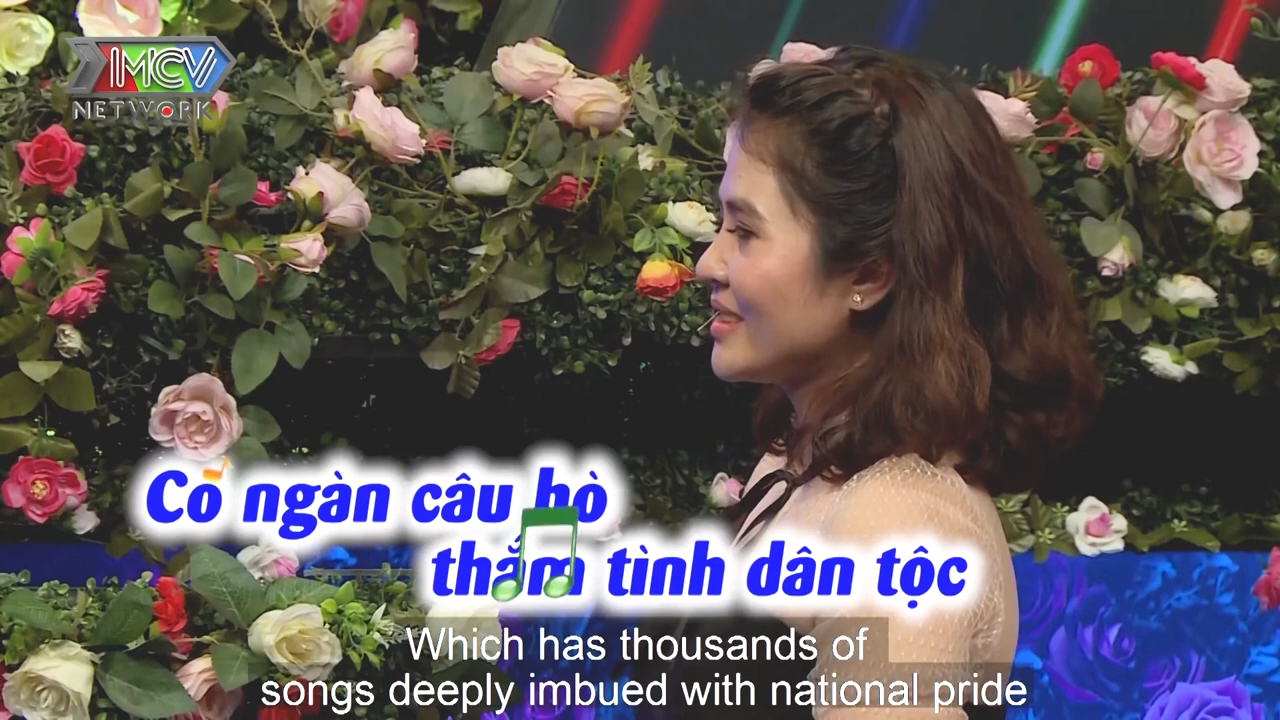 MCV
NETWORK
Có ngàn câu hò
thắm tình dân tộc
Which has thousands of
songs deeply imbued with national pride